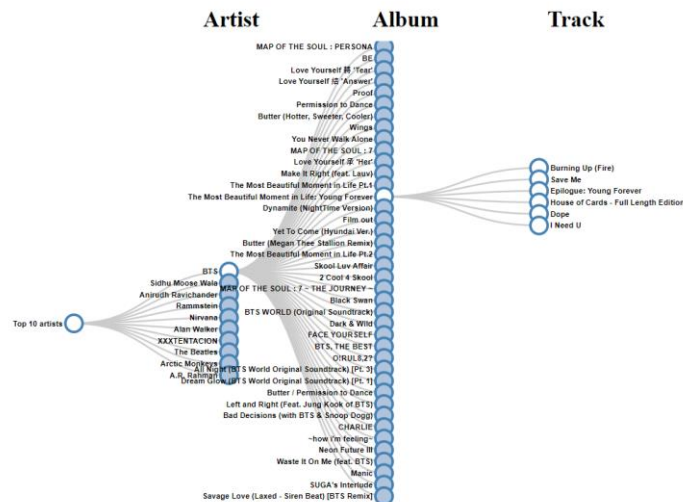 Artist
Album
Track
Top 10 artists
BTS
Sidhu Moose Wala
Anirudh Ravichander
Rammstein
Nirvana
Alan Walker
XXXTENTACION
The Beatles
Arctic Monkeys
A.R. Rahman
MAP OF THE SOUL : PERSONA
BE
Love Yourself 轉 'Tear'
Love Yourself 結 'Answer'
Proof
Permission to Dance
Butter (Hotter, Sweeter, Cooler)
Wings
You Never Walk Alone
MAP OF THE SOUL : 7
Love Yourself 承 'Her'
Make It Right (feat. Lauv)
The Most Beautiful Moment in Life Pt.1
The Most Beautiful Moment in Life: Young Forever
Dynamite (NightTime Version)
Film out
Yet To Come (Hyundai Ver.)
Butter (Megan Thee Stallion Remix)
The Most Beautiful Moment in Life Pt.2
Skool Luv Affair
2 Cool 4 Skool
MAP OF THE SOUL : 7 ~ THE JOURNEY ~
Black Swan
BTS WORLD (Original Soundtrack)
Dark & Wild
FACE YOURSELF
BTS, THE BEST
O!RUL8,2?
All Night (BTS World Original Soundtrack) [Pt. 3]
Dream Glow (BTS World Original Soundtrack) [Pt. 1]
Butter / Permission to Dance
Left and Right (Feat. Jung Kook of BTS)
Bad Decisions (with BTS & Snoop Dogg)
CHARLIE
~how i'm feeling~
Neon Future III
Waste It On Me (feat. BTS)
Manic
SUGA's Interlude
Savage Love (Laxed - Siren Beat) [BTS Remix]
Burning Up (Fire)
Save Me
Epilogue: Young Forever
House of Cards - Full Length Edition
Dope
I Need U